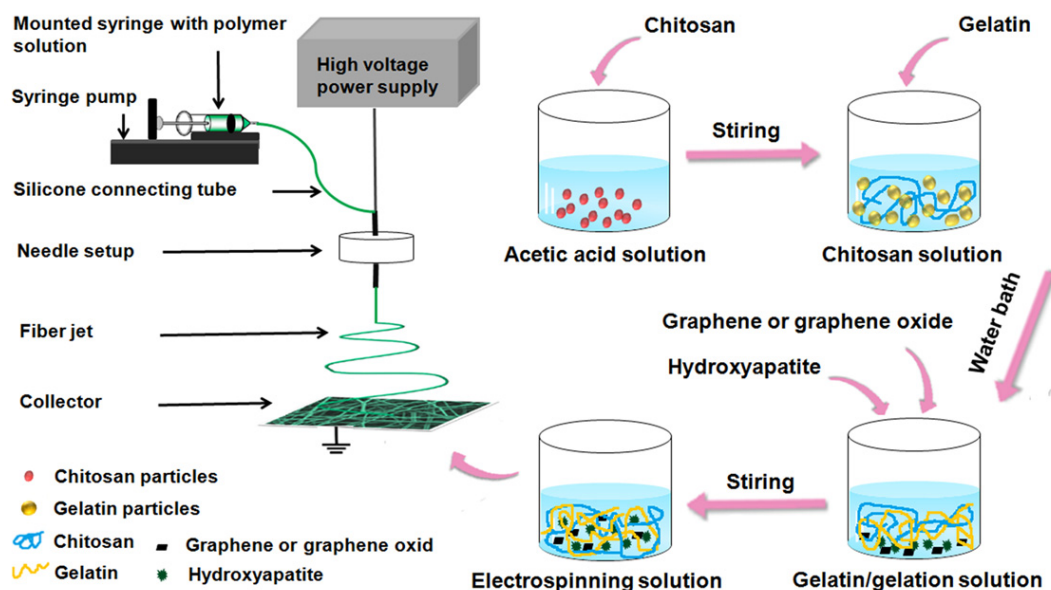 Mounted syringe with polymer
solution
Syringe pump
High voltage
power supply
Silicone connecting tube
Needle setup
Fiber jet
Collector
Chitosan
Gelatin
Stiring
Acetic acid solution
Chitosan solution
Water bath
Graphene or graphene oxide
Hydroxyapatite
Stiring
Electrospinning solution
Gelatin/gelation solution
Chitosan particles
Gelatin particles
Chitosan
Graphene or graphene oxid
Gelatin
Hydroxyapatite